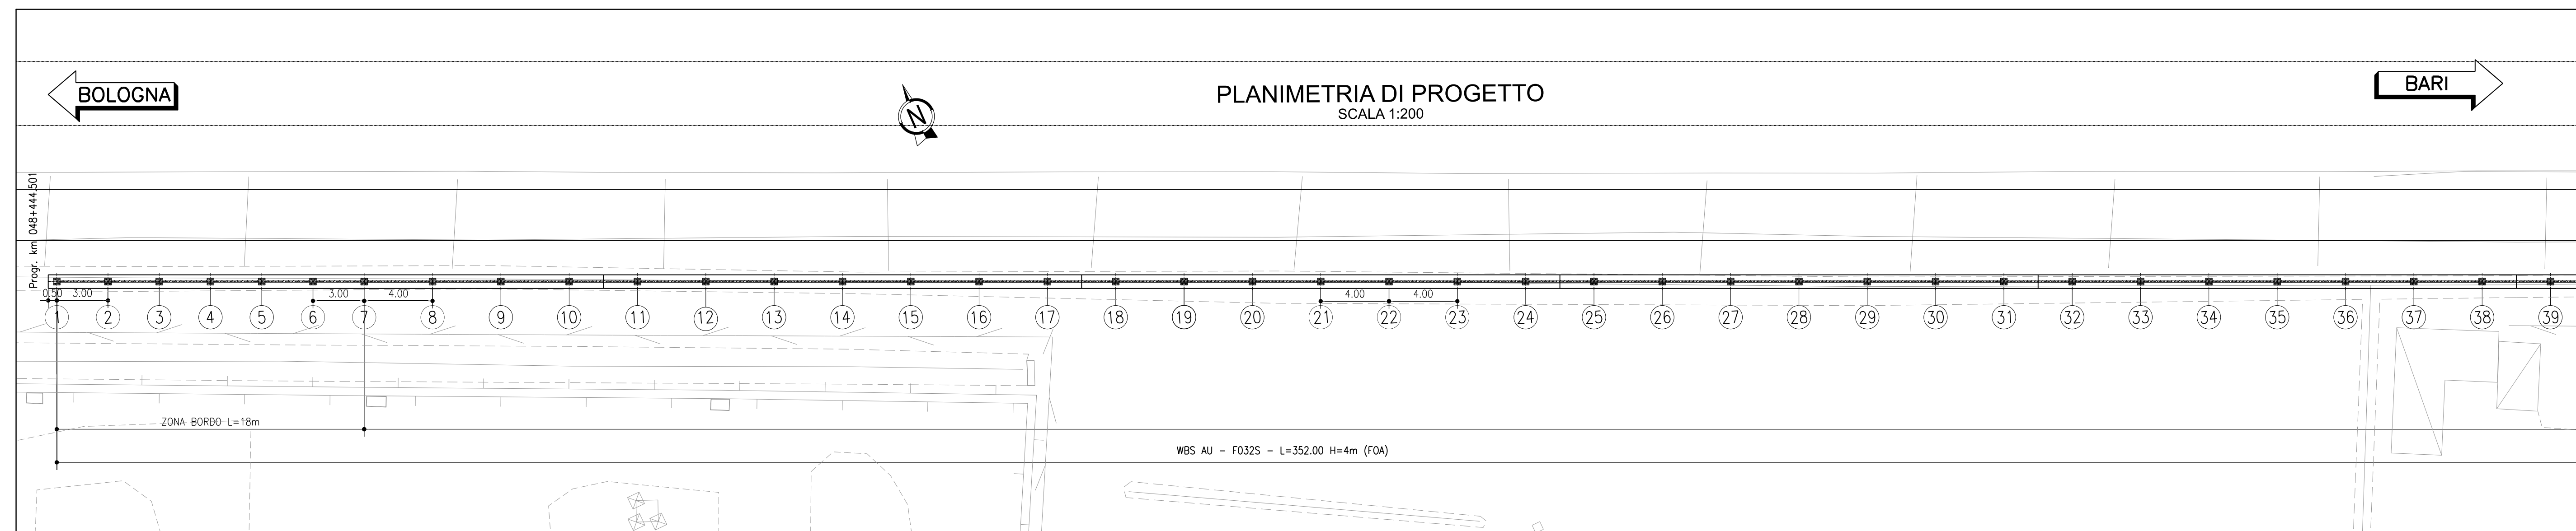 BOLOGNA
N
PLANIMETRIA DI PROGETTO
SCALA 1:200
BARI
Progr. km 048+444.501
0.50 3.00 3.00 4.00 4.00 4.00
1 2 3 4 5 6 7 8 9 10 11 12 13 14 15 16 17 18 19 20 21 22 23 24 25 26 27 28 29 30 31 32 33 34 35 36 37 38 39
ZONA BORDO L=18m
WBS AU - F032S - L=352.00 H=4m (FOA)